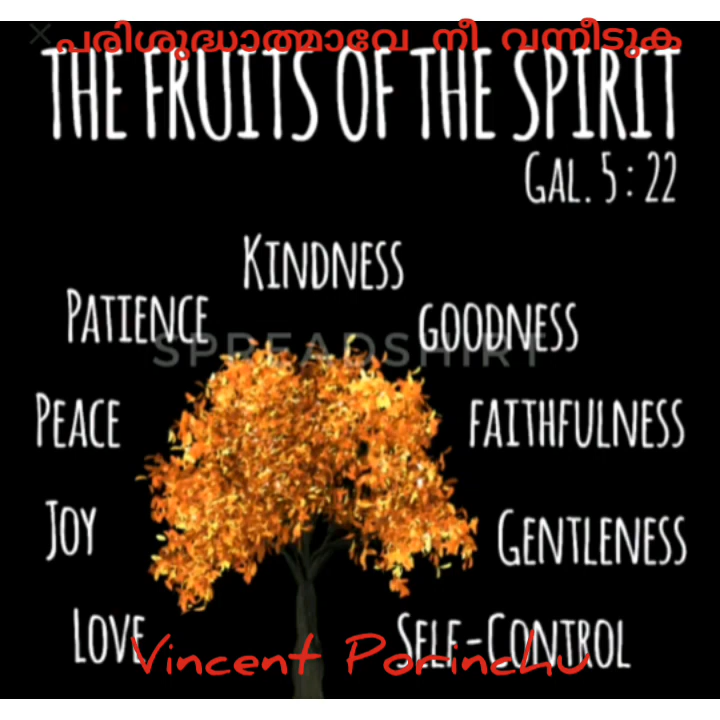 പരിശുദ്ധാത്മാവേ നീ വന്നീടുക
THE FRUITS OF THE SPIRIT
GAL. 5:22
KINDNESS
PATIENCE
GOODNESS
SPREADSHIRT
PEACE
FAITHFULNESS
JOY
GENTLENESS
LOVE
SELF-CONTROL
Vincent Porinchu